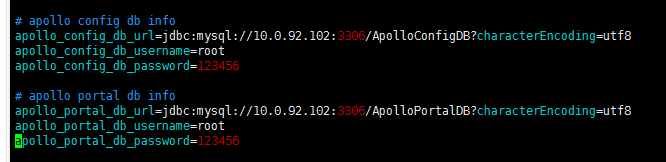 # apollo config db info
apollo_config_db_url=jdbc:mysql://10.0.92.102:3306/ApolloConfigDB?characterEncoding=utf8
apollo_config_db_username=root
apollo_config_db_password=123456
# apollo portal db info
apollo_portal_db_url=jdbc:mysql://10.0.92.102:3306/ApolloPortalDB?characterEncoding=utf8
apollo_portal_db_username=root
apollo_portal_db_password=123456